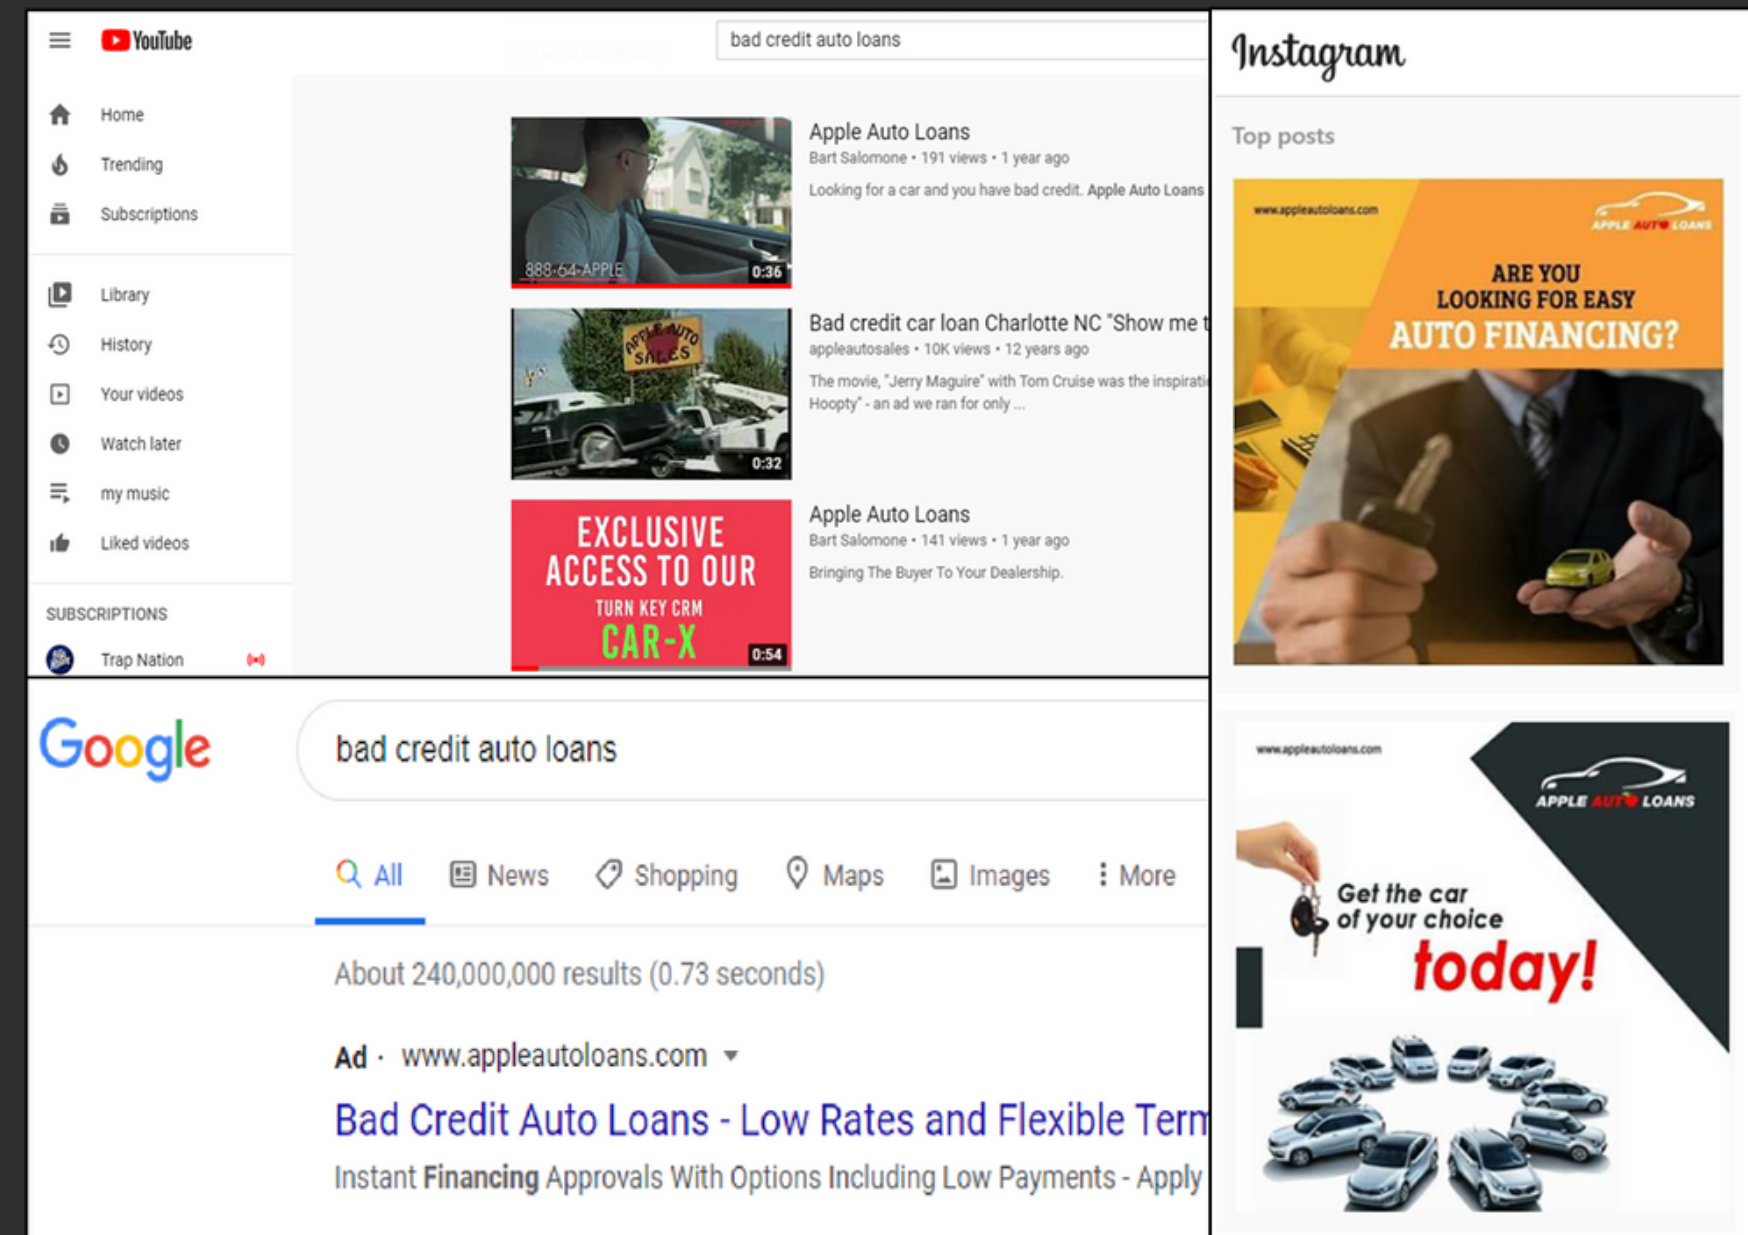 YouTube
bad credit auto loans
Home
Trending
Subscriptions
Library
History
Your videos
Watch later
my music
Liked videos
SUBSCRIPTIONS
Trap Nation
888-64-APPLE
0:36
Apple Auto Loans
Bart Salomone • 191 views • 1 year ago
Looking for a car and you have bad credit. Apple Auto Loans
APPLE AUTO
SALES
0:32
Bad credit car loan Charlotte NC "Show me t
appleautosales • 10K views • 12 years ago
The movie, "Jerry Maguire" with Tom Cruise was the inspirati
Hoopty" - an ad we ran for only ...
EXCLUSIVE
ACCESS TO OUR
TURN KEY CRM
CAR-X
0:54
Apple Auto Loans
Bart Salomone • 141 views • 1 year ago
Bringing The Buyer To Your Dealership.
Google
bad credit auto loans
All News Shopping Maps Images More
About 240,000,000 results (0.73 seconds)
Ad · www.appleautoloans.com
Bad Credit Auto Loans - Low Rates and Flexible Term
Instant Financing Approvals With Options Including Low Payments - Apply
Instagram
Top posts
www.appleautoloans.com
APPLE AUTO LOANS
ARE YOU
LOOKING FOR EASY
AUTO FINANCING?
www.appleautoloans.com
APPLE AUTO LOANS
Get the car
of your choice
today!